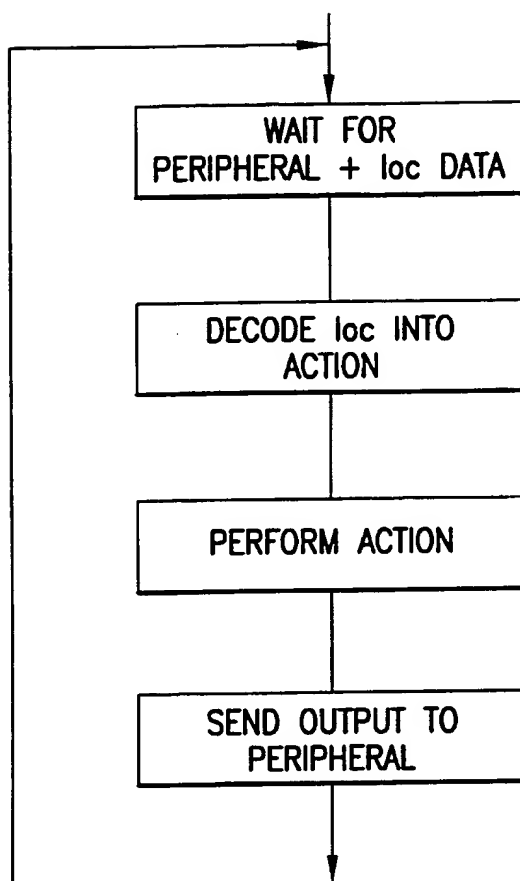 WAIT FOR
PERIPHERAL + loc DATA
DECODE loc INTO
ACTION
PERFORM ACTION
SEND OUTPUT TO
PERIPHERAL